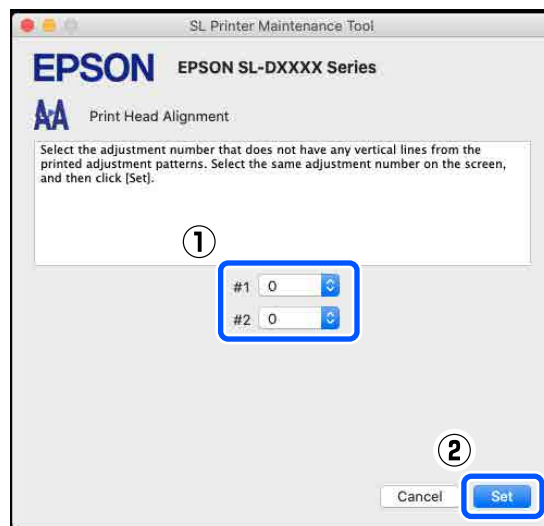 SL Printer Maintenance Tool
EPSON EPSON SL-DXXXX Series
Print Head Alignment
Select the adjustment number that does not have any vertical lines from the
printed adjustment patterns. Select the same adjustment number on the screen,
and then click [Set].
①
#1 0
#2 0
②
Cancel Set